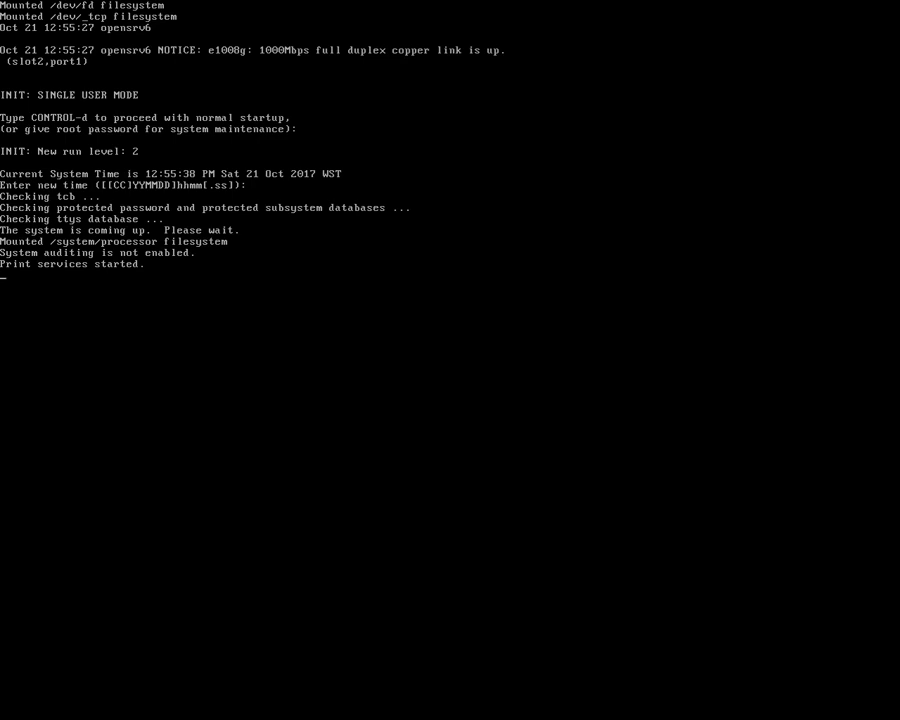 Mounted /dev/fd filesystem
Mounted /dev/_tcp filesystem
Oct 21 12:55:27 opensrv6
Oct 21 12:55:27 opensrv6 NOTICE: e1008g: 1000Mbps full duplex copper link is up.
(slot2,port1)
INIT: SINGLE USER MODE
Type CONTROL-d to proceed with normal startup,
(or give root password for system maintenance):
INIT: New run level: 2
Current System Time is 12:55:38 PM Sat 21 Oct 2017 WST
Enter new time ([[CC]YYMMDD]hhmm[.ss]):
Checking tcb ...
Checking protected password and protected subsystem databases ...
Checking ttys database ...
The system is coming up.  Please wait.
Mounted /system/processor filesystem
System auditing is not enabled.
Print services started.
_